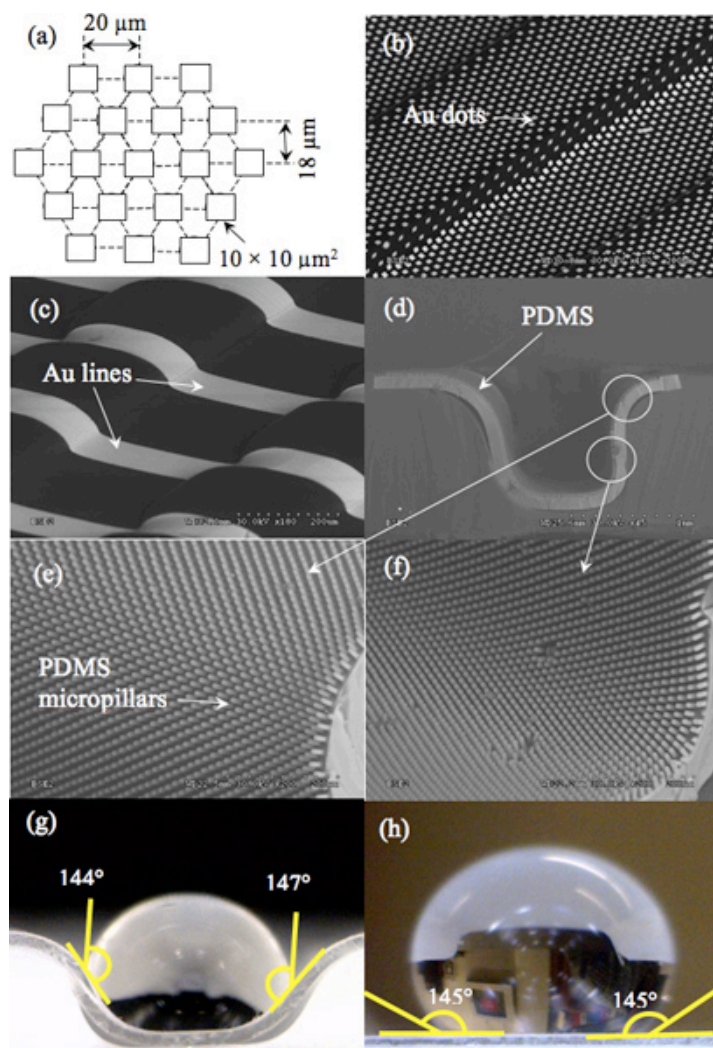 (a)
20 µm
18 µm
10 × 10 µm²
(b)
Au dots
(c)
Au lines
(d)
PDMS
(e)
PDMS
micropillars
(f)
(g)
144°
147°
(h)
145°
145°